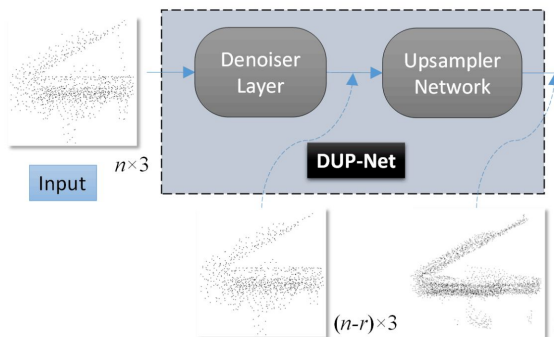 Denoiser
Layer
Upsampler
Network
n×3
DUP-Net
Input
(n-r)×3